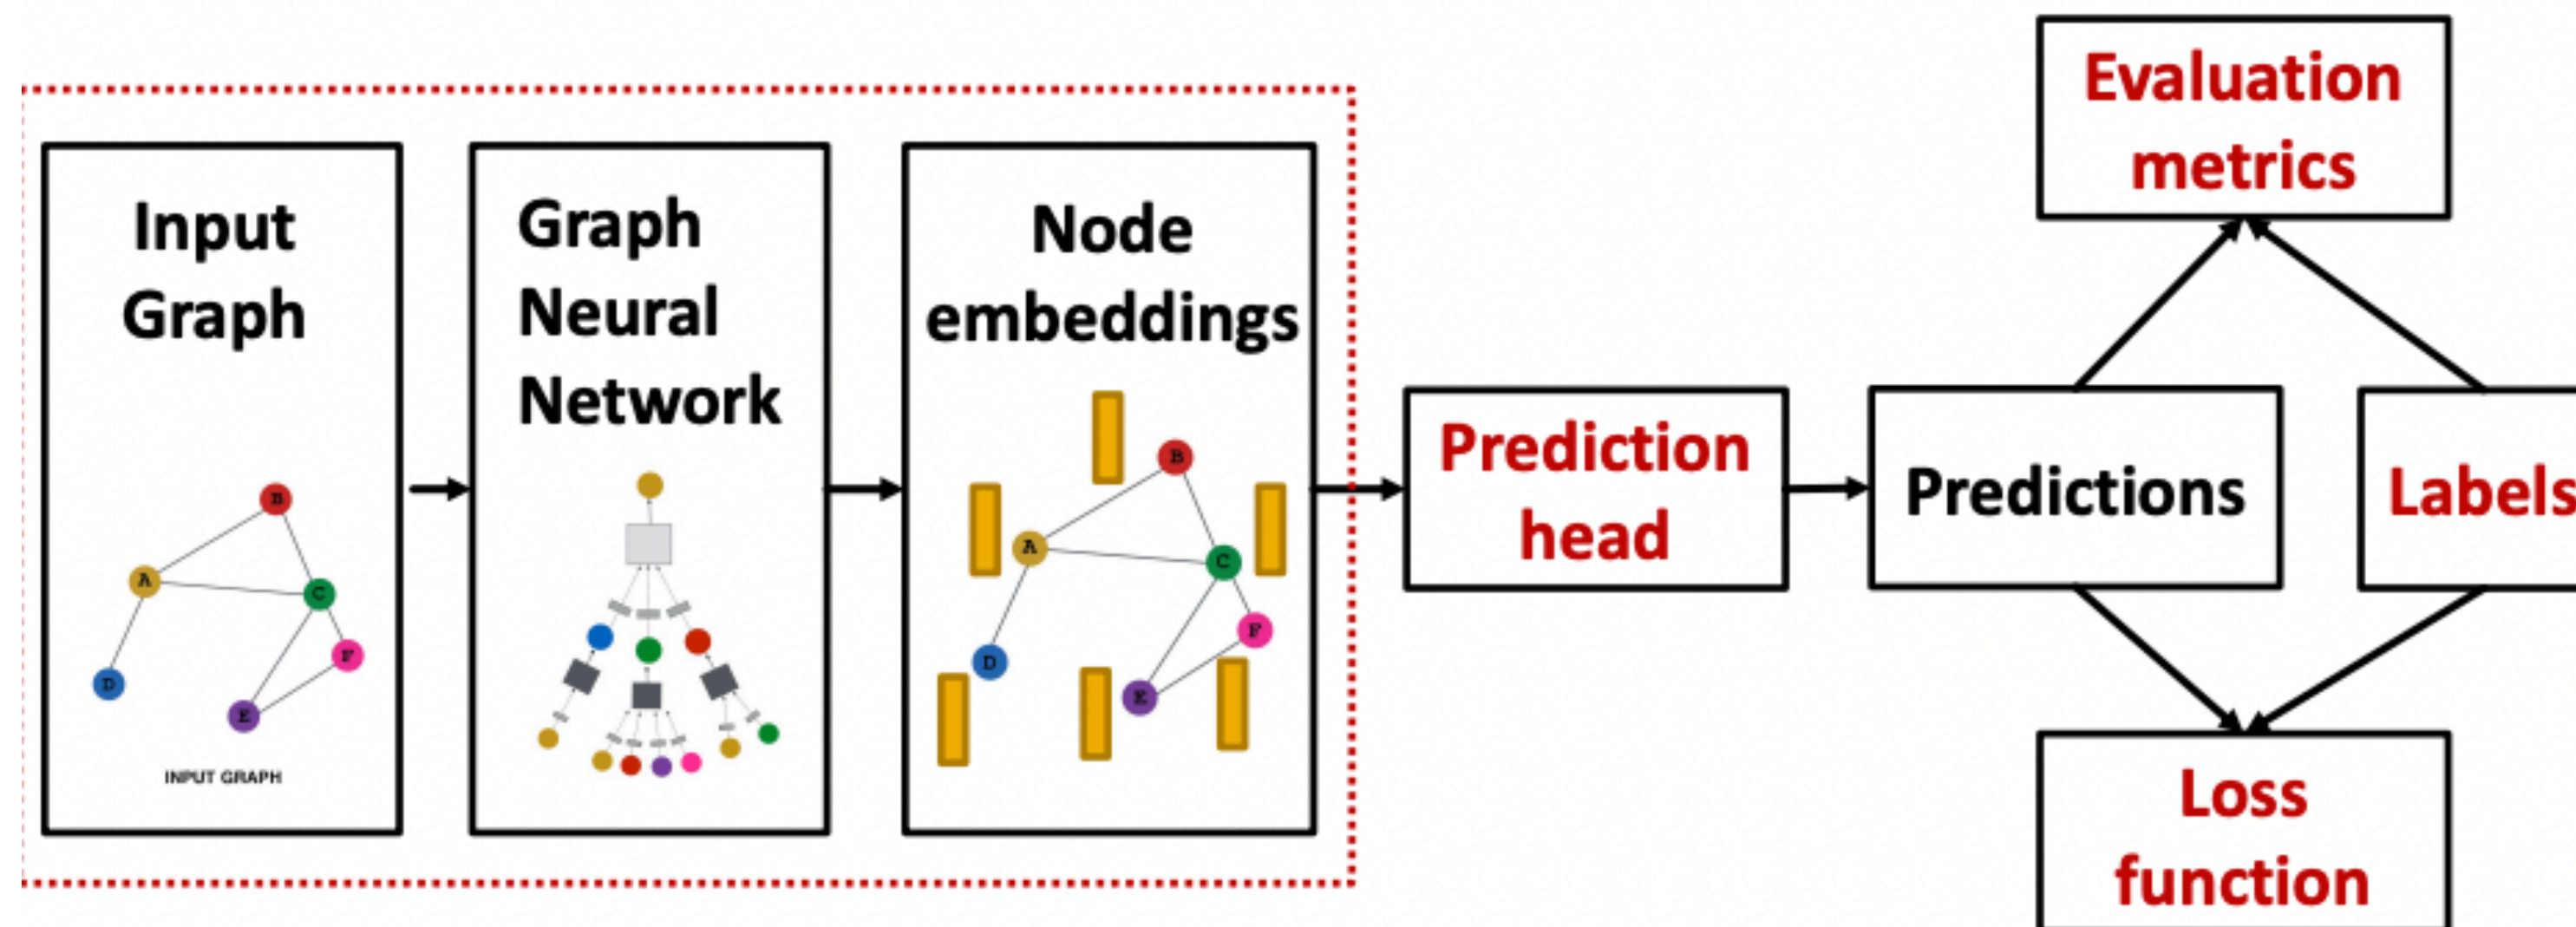 Input
Graph
B
A
C
F
D
E
INPUT GRAPH
Graph
Neural
Network
Node
embeddings
B
A
C
F
D
E
Prediction
head
Predictions
Labels
Evaluation
metrics
Loss
function